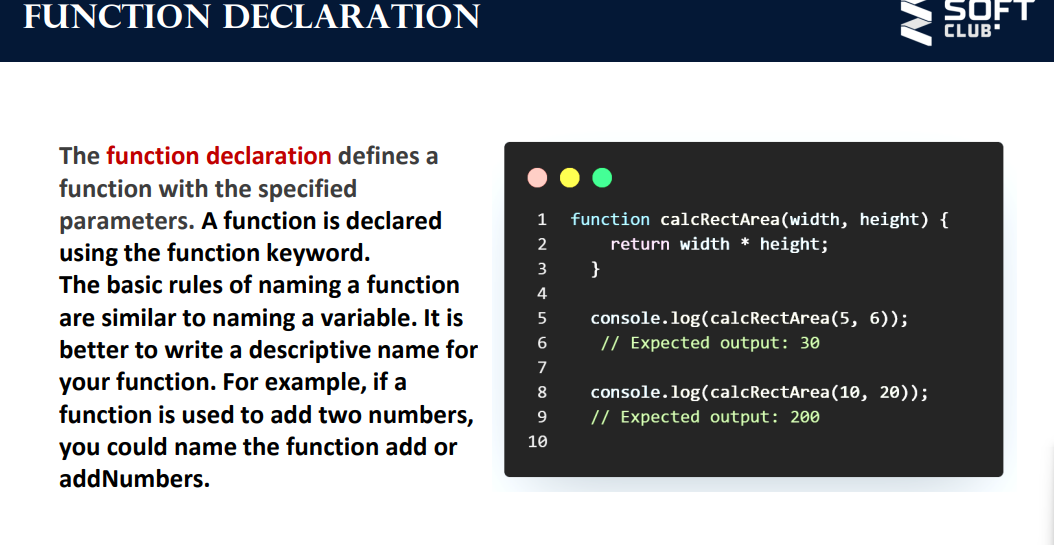 FUNCTION DECLARATION
SOFT
CLUB
The function declaration defines a
function with the specified
parameters. A function is declared
using the function keyword.
The basic rules of naming a function
are similar to naming a variable. It is
better to write a descriptive name for
your function. For example, if a
function is used to add two numbers,
you could name the function add or
addNumbers.
1 function calcRectArea(width, height) {
2 return width * height;
3 }
4
5 console.log(calcRectArea(5, 6));
6 // Expected output: 30
7
8 console.log(calcRectArea(10, 20));
9 // Expected output: 200
10